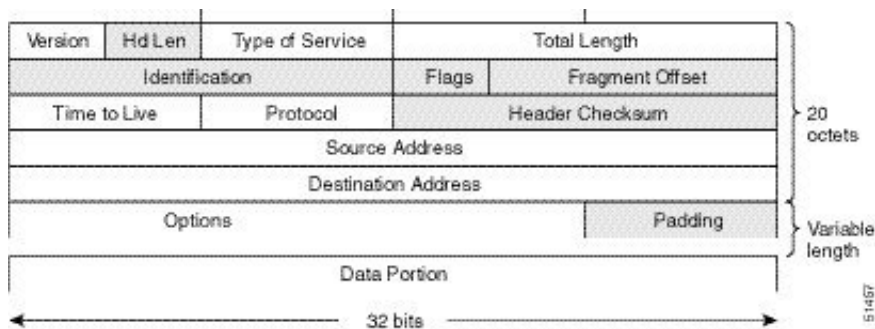 Version Hd Len Type of Service Total Length
Identification Flags Fragment Offset
Time to Live Protocol Header Checksum
20
octets
Source Address
Destination Address
Options Padding
Variable
length
Data Portion
32 bits
51457